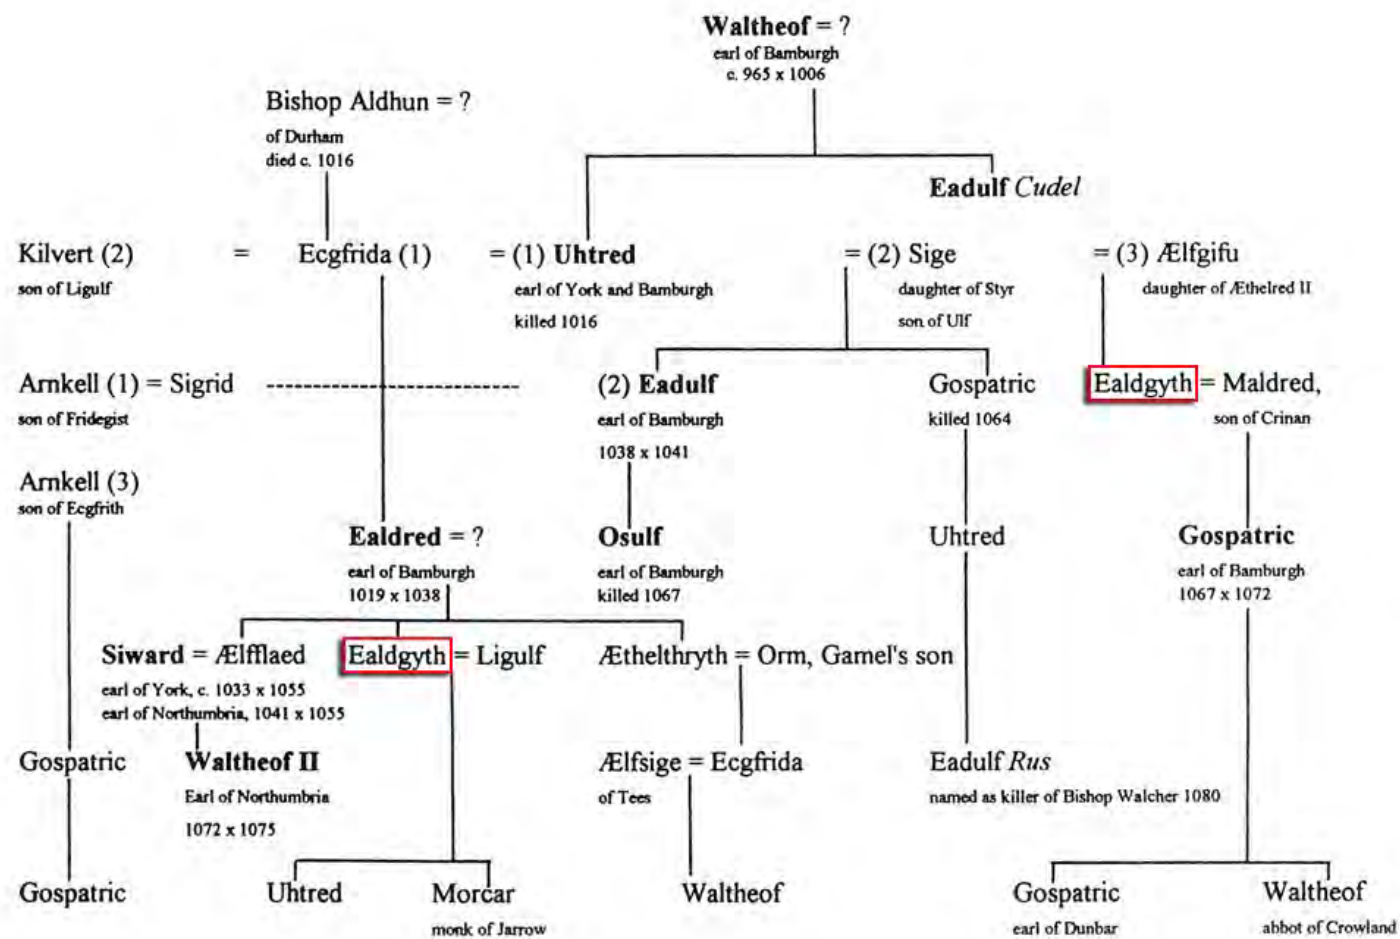 Waltheof = ?
earl of Bamburgh
c. 965 x 1006
Bishop Aldhun = ?
of Durham
died c. 1016
Eadulf Cudel
Kilvert (2) = Ecgfrida (1) = (1) Uhtred = (2) Sige = (3) Ælfgifu
son of Ligulf
earl of York and Bamburgh
killed 1016
daughter of Styr
son of Ulf
daughter of Æthelred II
Arnkell (1) = Sigrid (2) Eadulf Gospatric Ealdgyth = Maldred,
son of Fridegist
earl of Bamburgh
1038 x 1041
killed 1064
son of Crinan
Arnkell (3)
son of Ecgfrith
Ealdred = ? Osulf Uhtred Gospatric
earl of Bamburgh
1019 x 1038
earl of Bamburgh
killed 1067
earl of Bamburgh
1067 x 1072
Siward = Ælfflaed Ealdgyth = Ligulf Æthelthryth = Orm, Gamel's son
earl of York, c. 1033 x 1055
earl of Northumbria, 1041 x 1055
Gospatric Waltheof II Ælfsige = Ecgfrida Eadulf Rus
Earl of Northumbria
1072 x 1075
of Tees
named as killer of Bishop Walcher 1080
Gospatric Uhtred Morcar Waltheof Gospatric Waltheof
monk of Jarrow
earl of Dunbar
abbot of Crowland